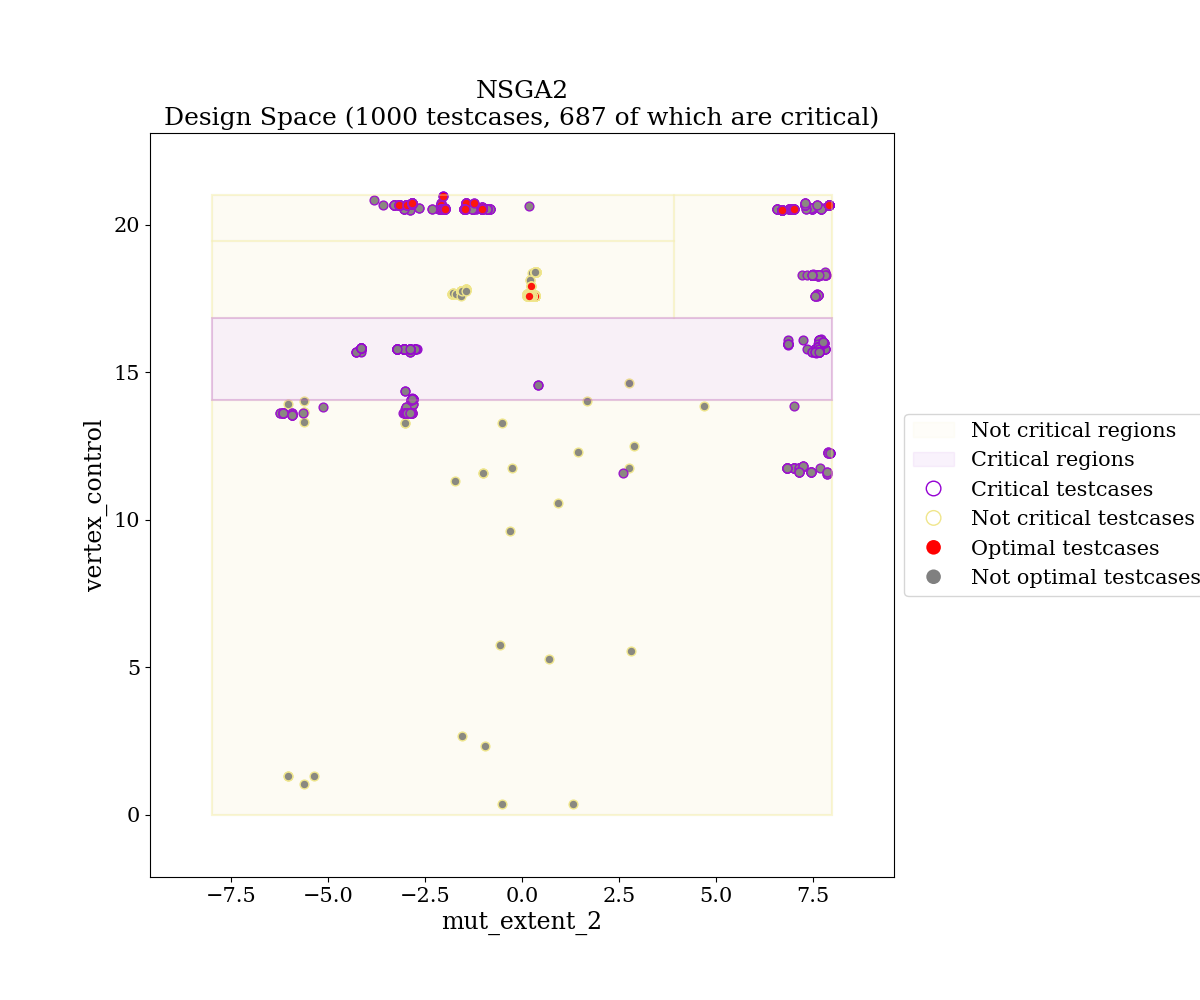 NSGA2
Design Space (1000 testcases, 687 of which are critical)
20
15
10
5
0
vertex_control
−7.5
−5.0
−2.5
0.0
2.5
5.0
7.5
mut_extent_2
Not critical regions
Critical regions
Critical testcases
Not critical testcases
Optimal testcases
Not optimal testcases